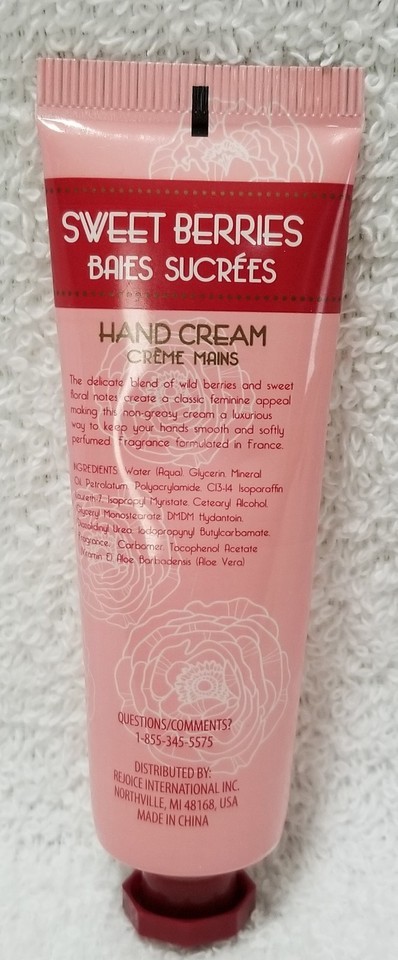 SWEET BERRIES
BAIES SUCRÉES
HAND CREAM
CRÈME MAINS
The delicate blend of wild berries and sweet
floral notes create a classic feminine appeal
making this non-greasy cream a luxurious
way to keep your hands smooth and softly
perfumed. Fragrance formulated in France.
INGREDIENTS: Water (Aqua), Glycerin, Mineral
Oil, Petrolatum, Polyacrylamide, C13-14 Isoparaffin
Laureth 7, Isopropyl Myristate, Cetearyl Alcohol,
Glyceryl Monostearate, DMDM Hydantoin,
Diazolidinyl Urea, Iodopropynyl Butylcarbamate,
Fragrance, Carbomer, Tocophenol Acetate
(Vitamin E) Aloe Barbadensis (Aloe Vera)
QUESTIONS/COMMENTS?
1-855-345-5575
DISTRIBUTED BY:
REJOICE INTERNATIONAL INC.
NORTHVILLE, MI 48168, USA
MADE IN CHINA